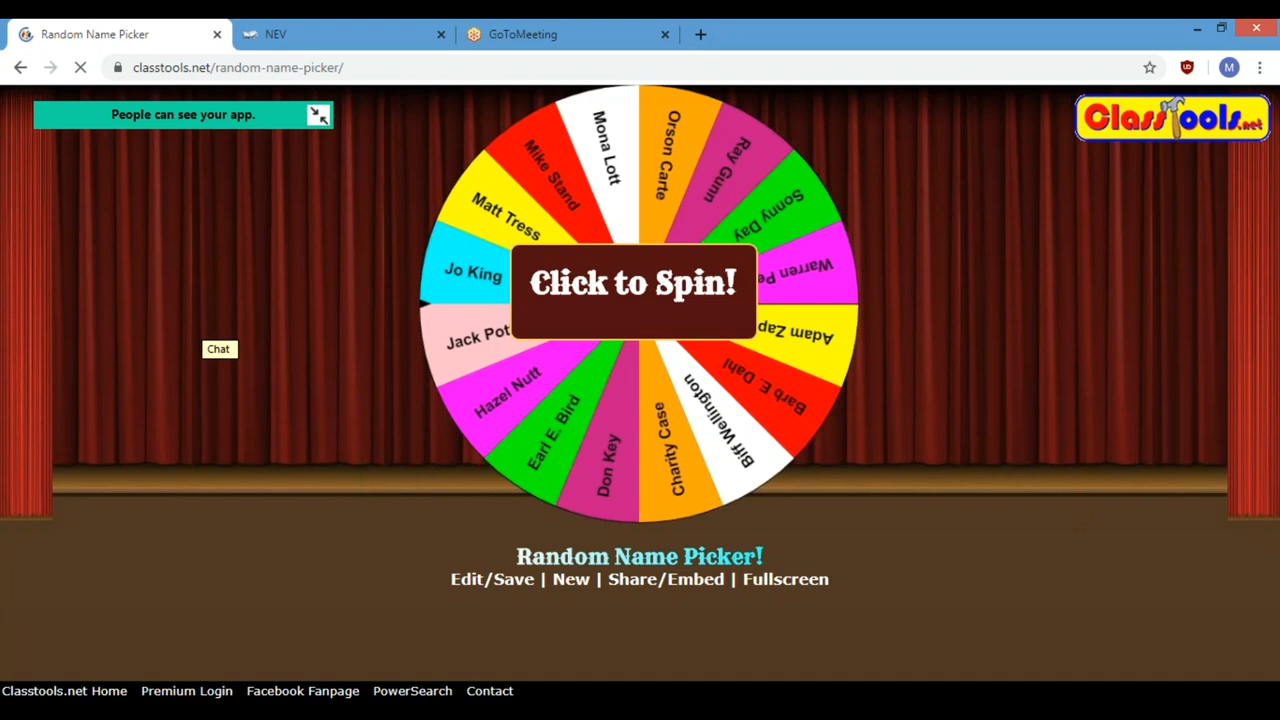 Random Name Picker
NEV
GoToMeeting
classtools.net/random-name-picker/
M
People can see your app.
ClassTools.net
Mona Lott
Orson Carte
Mike Stand
Ray Gunn
Matt Tress
Sonny Day
Jo King
Warren Pe
Click to Spin!
Jack Pot
Adam Zap
Chat
Hazel Nutt
Barb E. Dahl
Earl E. Bird
Biff Wellington
Don Key
Charity Case
Random Name Picker!
Edit/Save | New | Share/Embed | Fullscreen
Classtools.net Home Premium Login Facebook Fanpage PowerSearch Contact